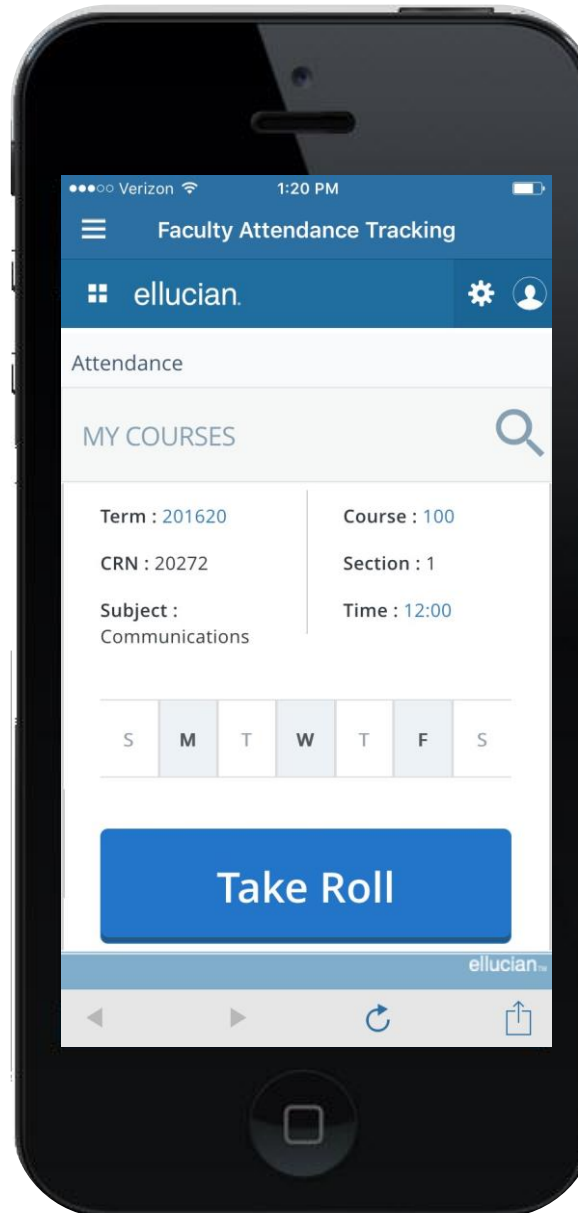 Verizon 1:20 PM
Faculty Attendance Tracking
ellucian.
Attendance
MY COURSES
Term : 201620 Course : 100
CRN : 20272 Section : 1
Subject : Time : 12:00
Communications
S M T W T F S
Take Roll
ellucian™